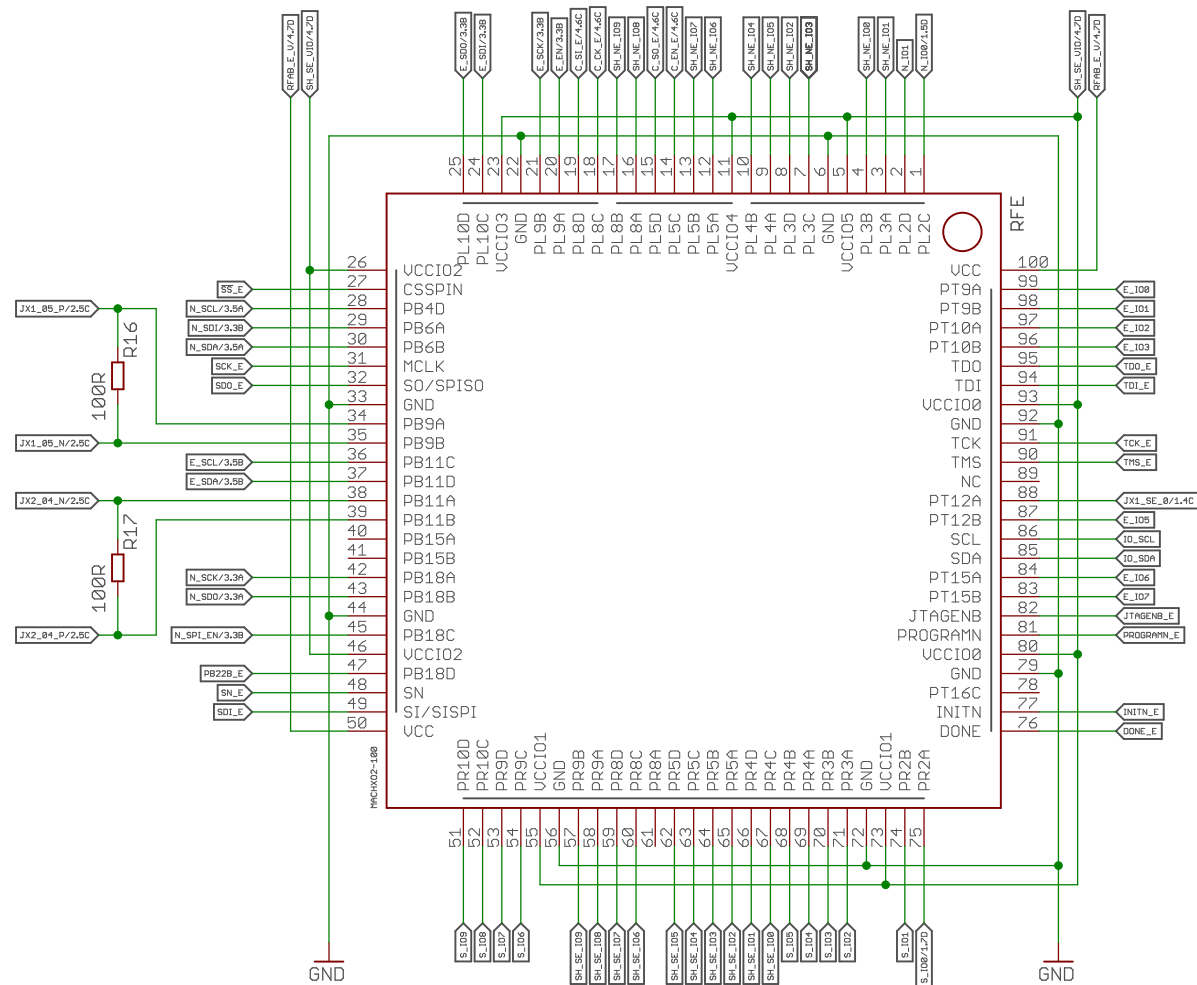 RFAB_E_V/4.7D
SH_SE_VIO/4.7D
E_SDO/3.3B
E_SDI/3.3B
E_SCK/3.3B
E_EN/3.3B
C_SI_E/4.6C
C_CK_E/4.6C
SH_NE_IO9
SH_NE_IO8
C_SO_E/4.6C
C_EN_E/4.6C
SH_NE_IO7
SH_NE_IO6
SH_NE_IO4
SH_NE_IO5
SH_NE_IO2
SH_NE_IO3
SH_NE_IO0
SH_NE_IO1
N_IO1
N_IO0/1.5D
SH_SE_VIO/4.7D
RFAB_E_V/4.7D
25 24 23 22 21 20 19 18 17 16 15 14 13 12 11 10 9 8 7 6 5 4 3 2 1
PL10D PL10C VCCIO3 GND PL9B PL9A PL8D PL8C PL8B PL8A PL5D PL5C PL5B PL5A VCCIO4 PL4B PL4A PL3D PL3C GND VCCIO5 PL3B PL3A PL2D PL2C
RFE
26 VCCIO2
S̅S̅_E 27 CSSPIN
N_SCL/3.5A 28 PB4D
N_SDI/3.3B 29 PB6A
N_SDA/3.5A 30 PB6B
SCK_E 31 MCLK
SDO_E 32 SO/SPISO
33 GND
34 PB9A
35 PB9B
E_SCL/3.5B 36 PB11C
E_SDA/3.5B 37 PB11D
38 PB11A
39 PB11B
40 PB15A
41 PB15B
N_SCK/3.3A 42 PB18A
N_SDO/3.3A 43 PB18B
44 GND
N_SPI_EN/3.3B 45 PB18C
46 VCCIO2
PB22B_E 47 PB18D
SN_E 48 SN
SDI_E 49 SI/SISPI
50 VCC
JX1_05_P/2.5C
R16
100R
JX1_05_N/2.5C
JX2_04_N/2.5C
R17
100R
JX2_04_P/2.5C
VCC 100
PT9A 99 E_IO0
PT9B 98 E_IO1
PT10A 97 E_IO2
PT10B 96 E_IO3
TDO 95 TDO_E
TDI 94 TDI_E
VCCIO0 93
GND 92
TCK 91 TCK_E
TMS 90 TMS_E
NC 89
PT12A 88 JX1_SE_0/1.4C
PT12B 87 E_IO5
SCL 86 IO_SCL
SDA 85 IO_SDA
PT15A 84 E_IO6
PT15B 83 E_IO7
JTAGENB 82 JTAGENB_E
PROGRAMN 81 PROGRAMN_E
VCCIO0 80
GND 79
PT16C 78
INITN 77 INITN_E
DONE 76 DONE_E
MACHXO2-100
PR10D PR10C PR9D PR9C VCCIO1 GND PR9B PR9A PR8D PR8C PR8A PR5D PR5C PR5B PR5A PR4D PR4C PR4B PR4A PR3B PR3A GND VCCIO1 PR2B PR2A
51 52 53 54 55 56 57 58 59 60 61 62 63 64 65 66 67 68 69 70 71 72 73 74 75
S_IO9
S_IO8
S_IO7
S_IO6
SH_SE_IO9
SH_SE_IO8
SH_SE_IO7
SH_SE_IO6
SH_SE_IO5
SH_SE_IO4
SH_SE_IO3
SH_SE_IO2
SH_SE_IO1
SH_SE_IO0
S_IO5
S_IO4
S_IO3
S_IO2
S_IO1
S_IO0/1.7D
GND
GND